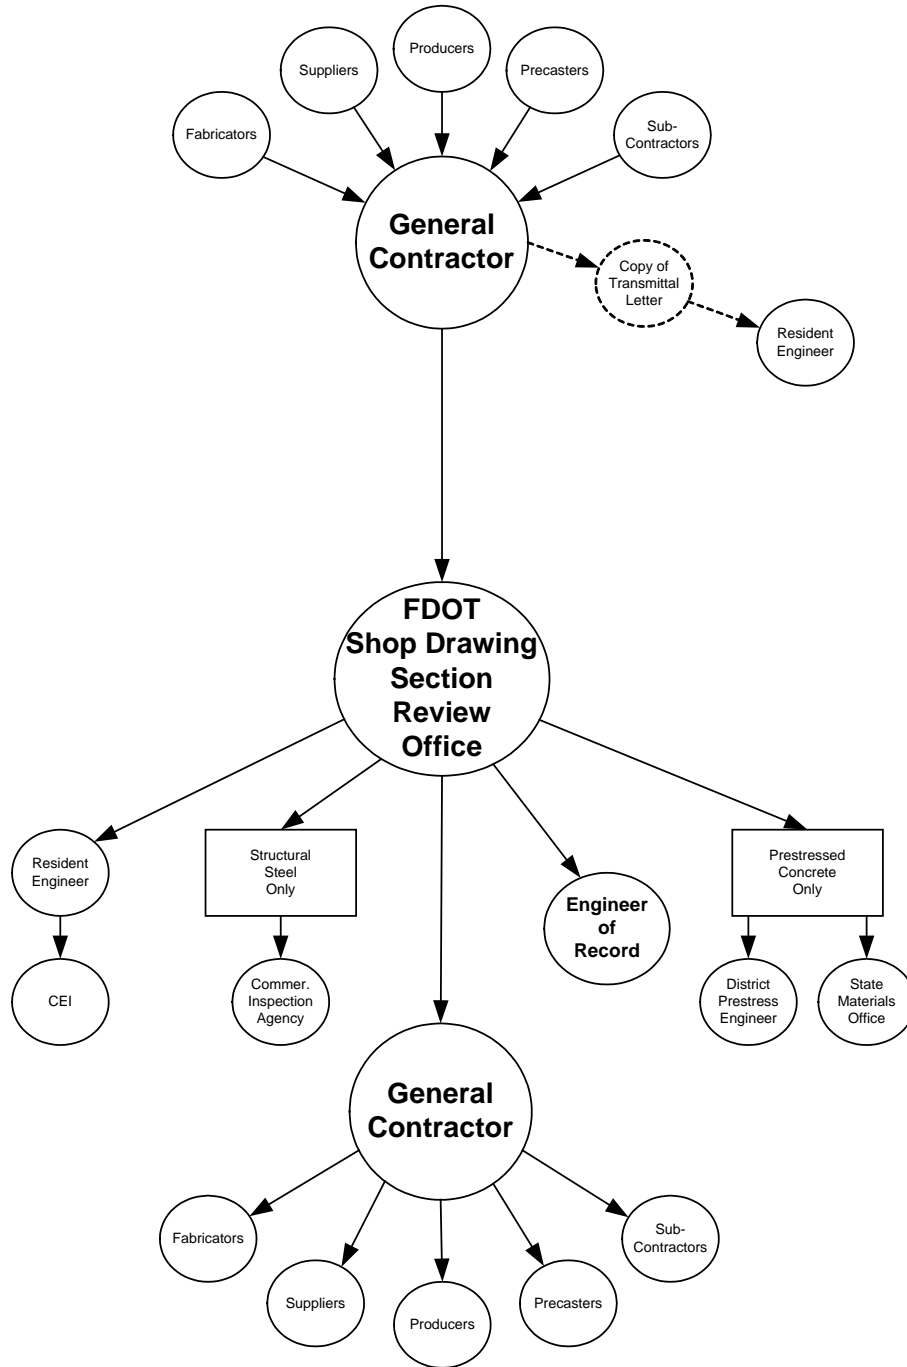 Producers
Suppliers
Precasters
Fabricators
Sub-
Contractors
General
Contractor
Copy of
Transmittal
Letter
Resident
Engineer
FDOT
Shop Drawing
Section
Review
Office
Resident
Engineer
Structural
Steel
Only
Engineer
of
Record
Prestressed
Concrete
Only
CEI
Commer.
Inspection
Agency
District
Prestress
Engineer
State
Materials
Office
General
Contractor
Fabricators
Sub-
Contractors
Suppliers
Producers
Precasters